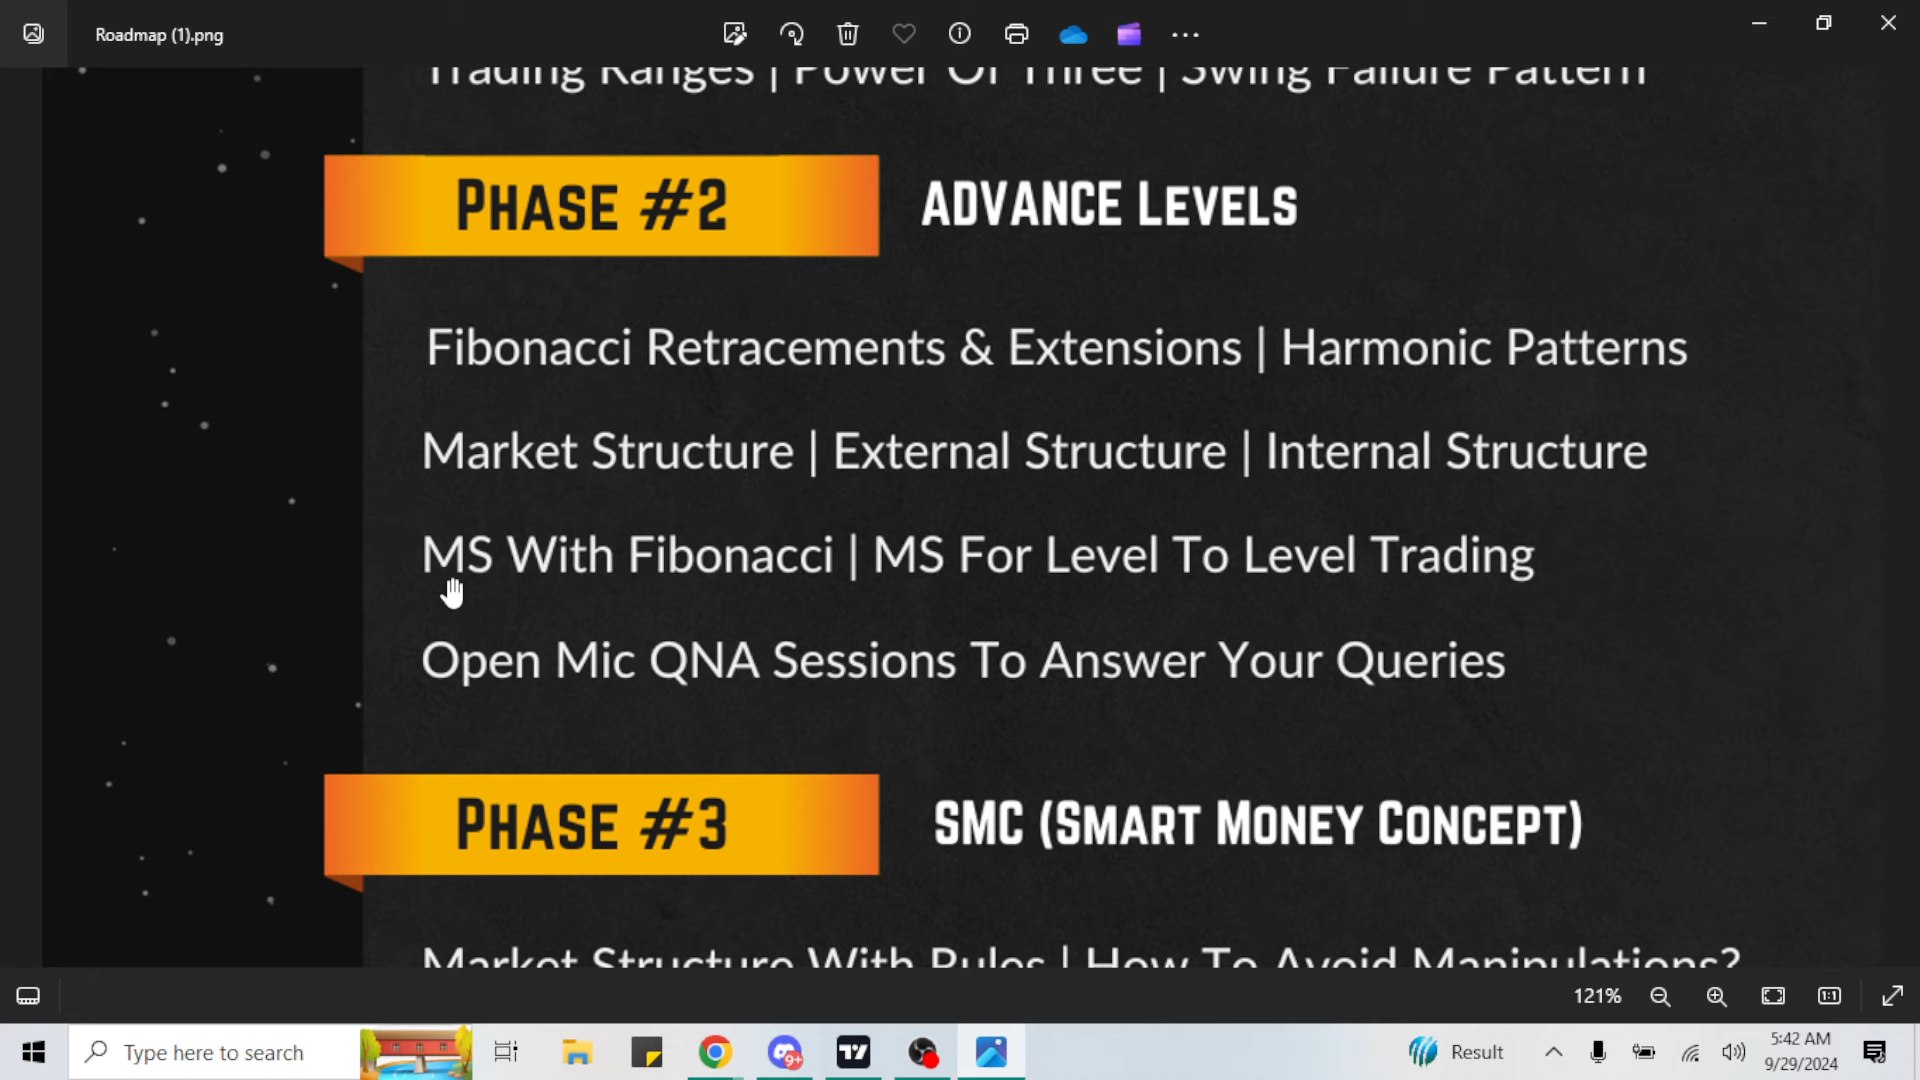 Roadmap (1).png
Trading Ranges | Power Of Three | Swing Failure Pattern
PHASE #2
ADVANCE LEVELS
Fibonacci Retracements & Extensions | Harmonic Patterns
Market Structure | External Structure | Internal Structure
MS With Fibonacci | MS For Level To Level Trading
Open Mic QNA Sessions To Answer Your Queries
PHASE #3
SMC (SMART MONEY CONCEPT)
Market Structure With Rules | How To Avoid Manipulations?
121%
1:1
Type here to search
9+
Result
5:42 AM
9/29/2024